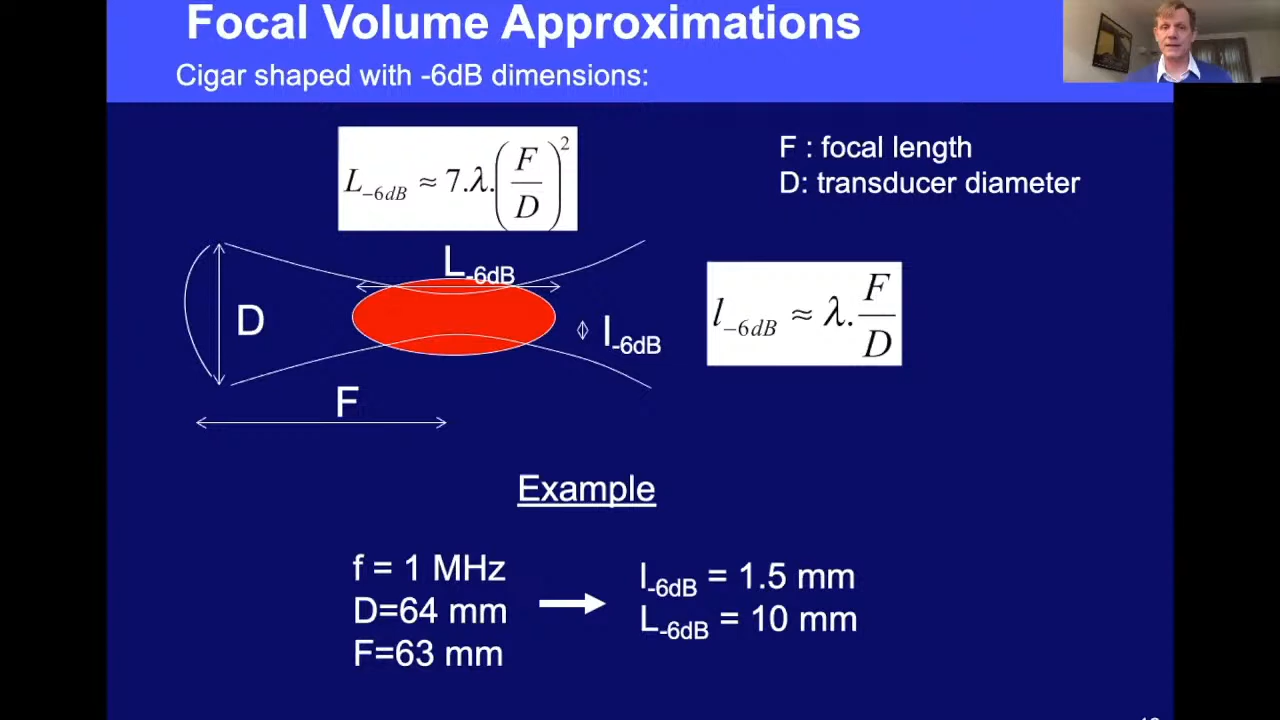 Focal Volume Approximations
Cigar shaped with -6dB dimensions:
L₋₆dB ≈ 7.λ.(F/D)²
F : focal length
D: transducer diameter
L-6dB
l₋₆dB ≈ λ.F/D
D
l-6dB
F
Example
f = 1 MHz
D=64 mm
F=63 mm
l-6dB = 1.5 mm
L-6dB = 10 mm